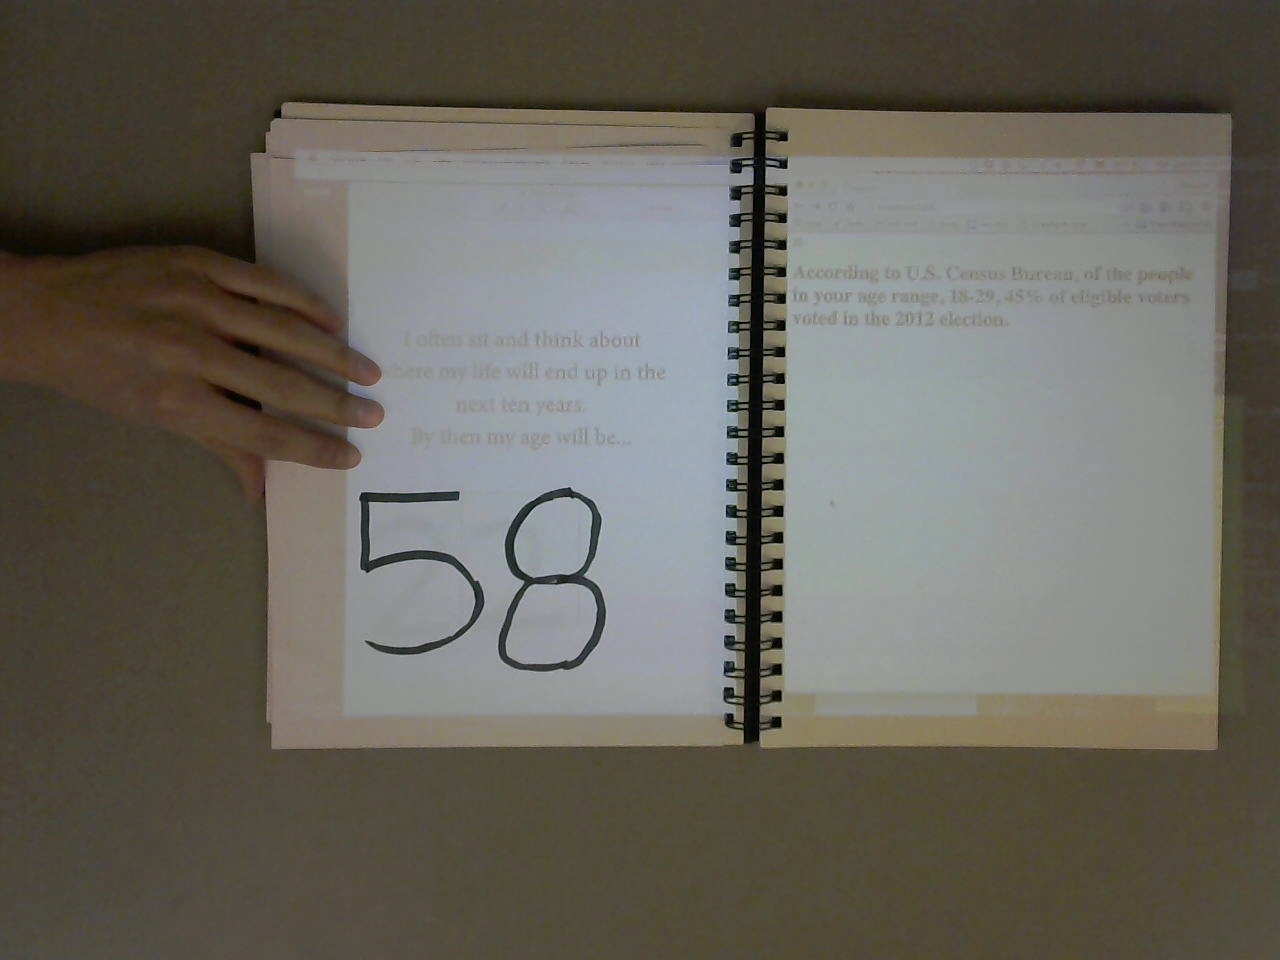 I often sit and think about
where my life will end up in the
next ten years.
By then my age will be...
58
According to U.S. Census Bureau, of the people
in your age range, 18-29, 45% of eligible voters
voted in the 2012 election.